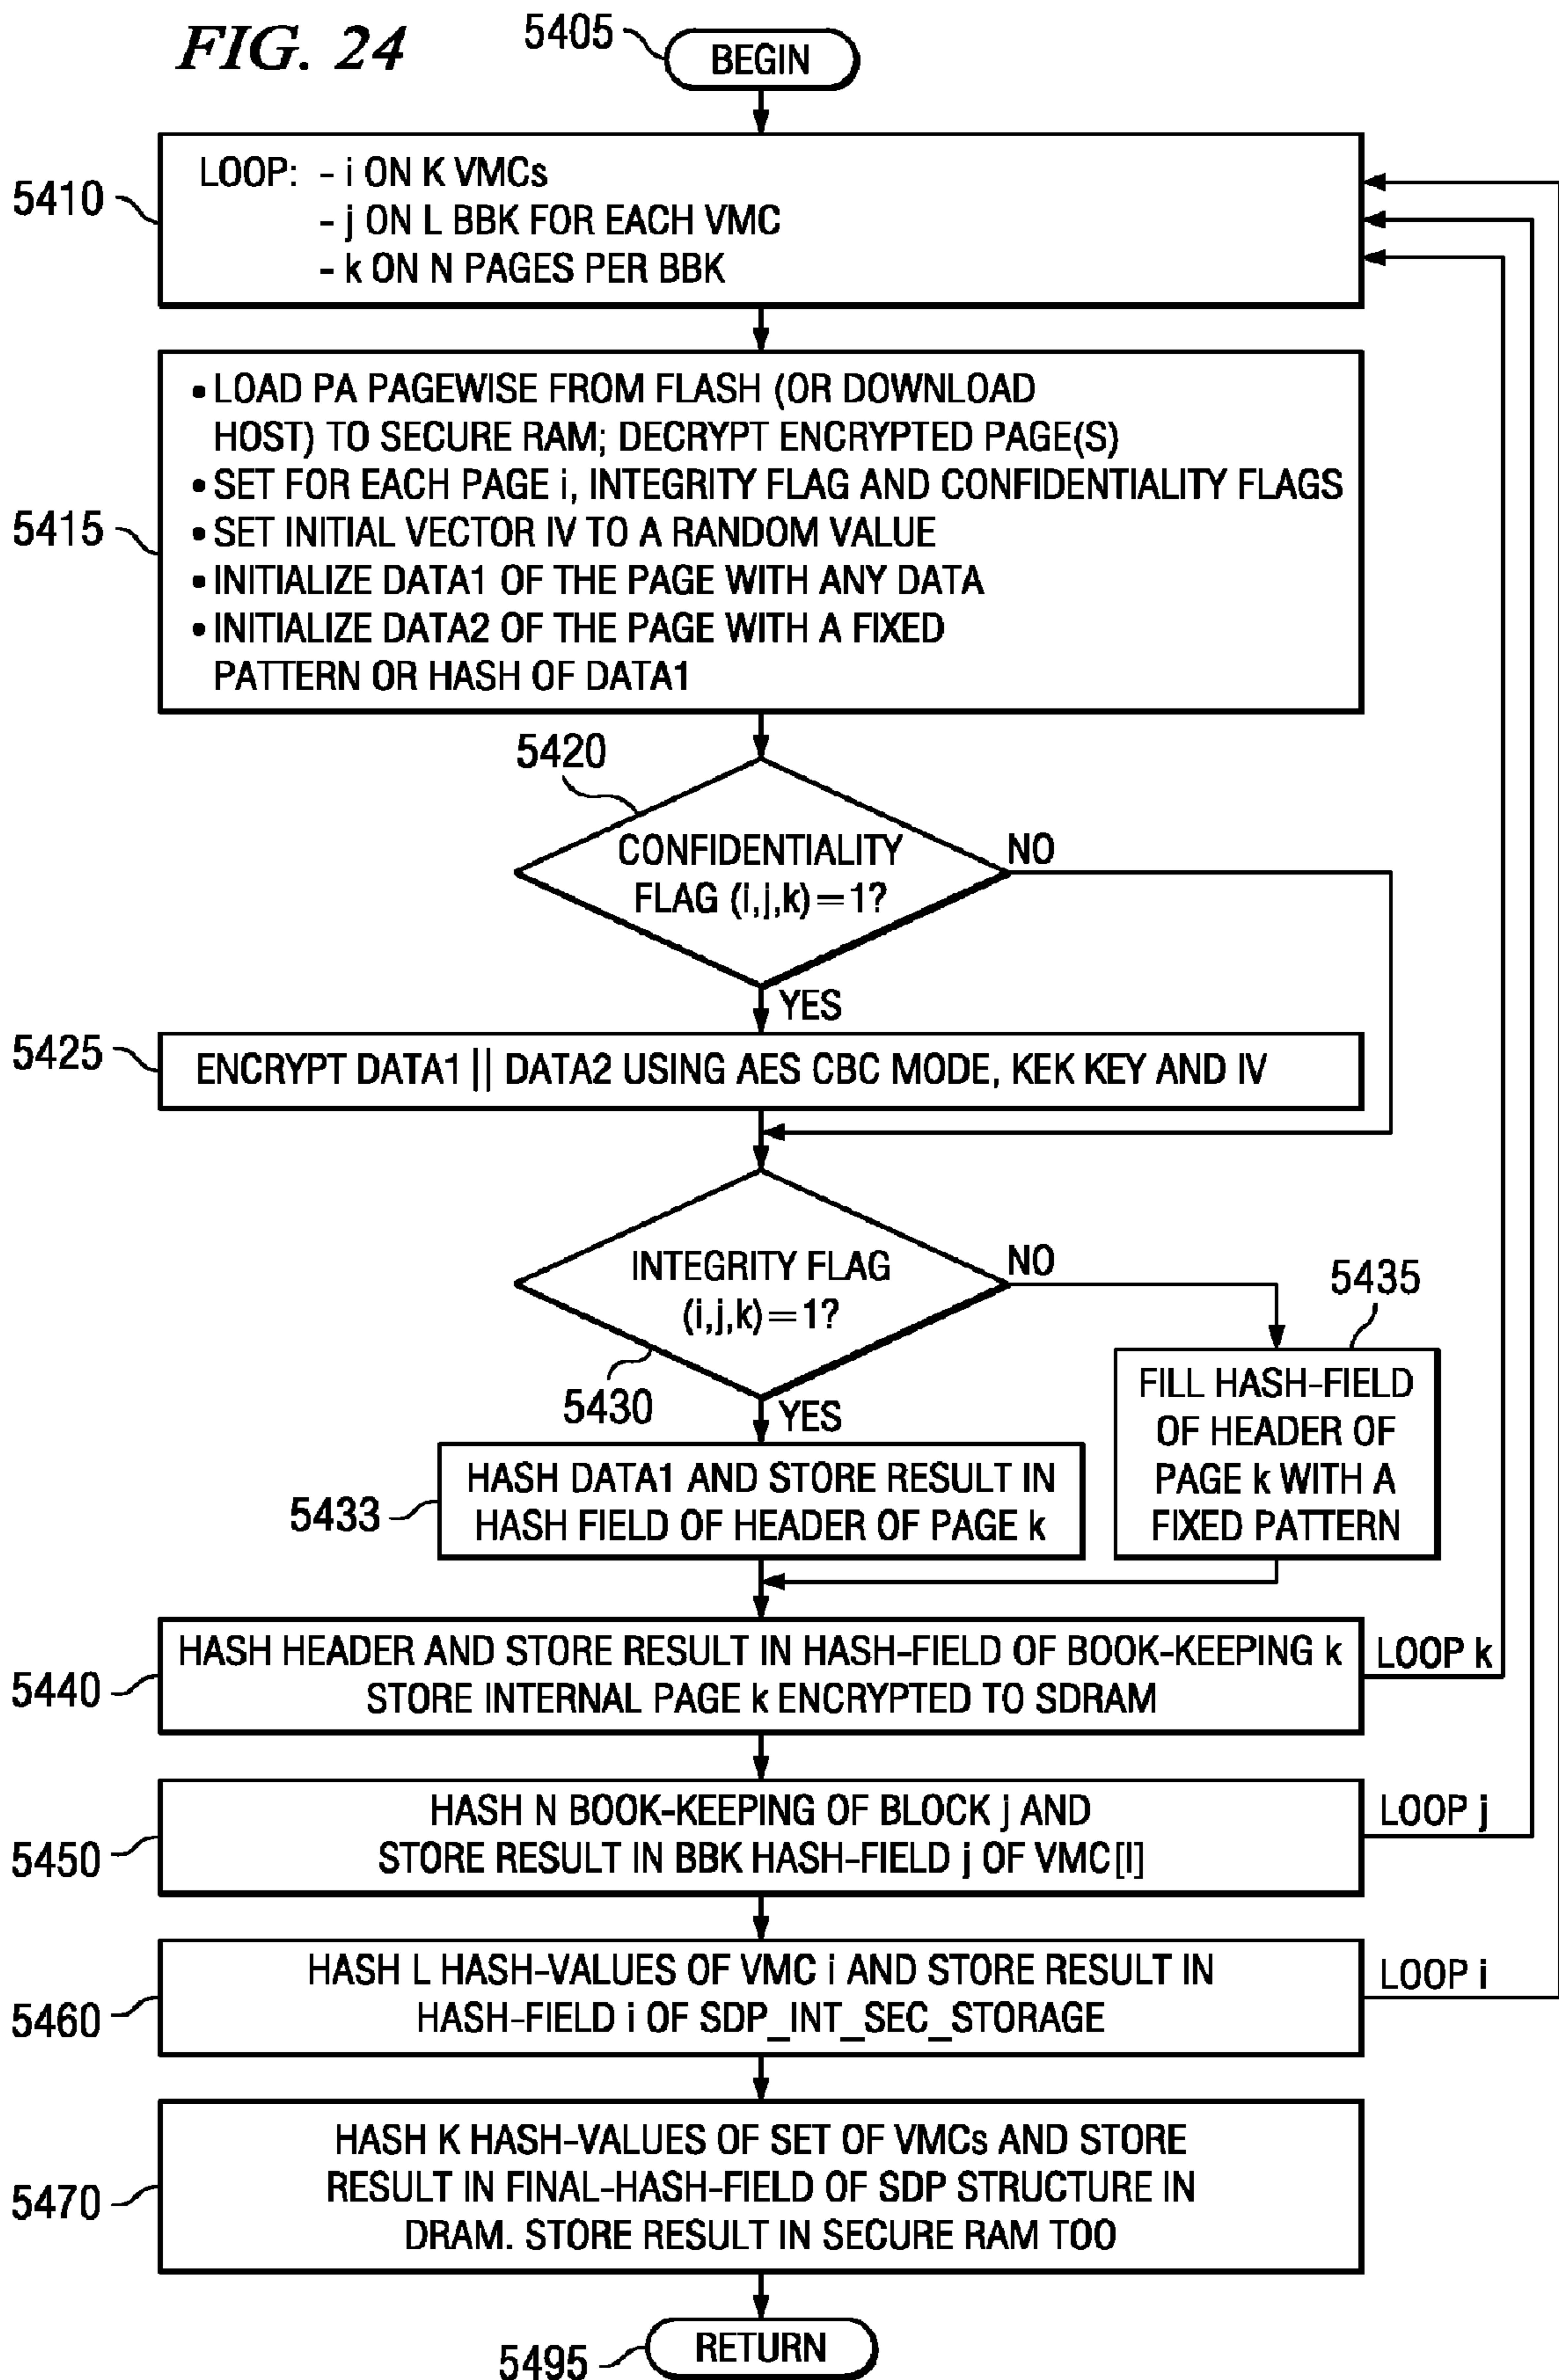 FIG. 24
5405
BEGIN
5410
LOOP: - i ON K VMCs
- j ON L BBK FOR EACH VMC
- k ON N PAGES PER BBK
5415
• LOAD PA PAGEWISE FROM FLASH (OR DOWNLOAD
HOST) TO SECURE RAM; DECRYPT ENCRYPTED PAGE(S)
• SET FOR EACH PAGE i, INTEGRITY FLAG AND CONFIDENTIALITY FLAGS
• SET INITIAL VECTOR IV TO A RANDOM VALUE
• INITIALIZE DATA1 OF THE PAGE WITH ANY DATA
• INITIALIZE DATA2 OF THE PAGE WITH A FIXED
PATTERN OR HASH OF DATA1
5420
CONFIDENTIALITY
FLAG (i,j,k)=1?
NO
YES
5425
ENCRYPT DATA1 || DATA2 USING AES CBC MODE, KEK KEY AND IV
INTEGRITY FLAG
(i,j,k)=1?
NO
5430
YES
5435
FILL HASH-FIELD
OF HEADER OF
PAGE k WITH A
FIXED PATTERN
5433
HASH DATA1 AND STORE RESULT IN
HASH FIELD OF HEADER OF PAGE k
5440
HASH HEADER AND STORE RESULT IN HASH-FIELD OF BOOK-KEEPING k
STORE INTERNAL PAGE k ENCRYPTED TO SDRAM
LOOP k
5450
HASH N BOOK-KEEPING OF BLOCK j AND
STORE RESULT IN BBK HASH-FIELD j OF VMC[I]
LOOP j
5460
HASH L HASH-VALUES OF VMC i AND STORE RESULT IN
HASH-FIELD i OF SDP_INT_SEC_STORAGE
LOOP i
5470
HASH K HASH-VALUES OF SET OF VMCs AND STORE
RESULT IN FINAL-HASH-FIELD OF SDP STRUCTURE IN
DRAM. STORE RESULT IN SECURE RAM TOO
5495
RETURN